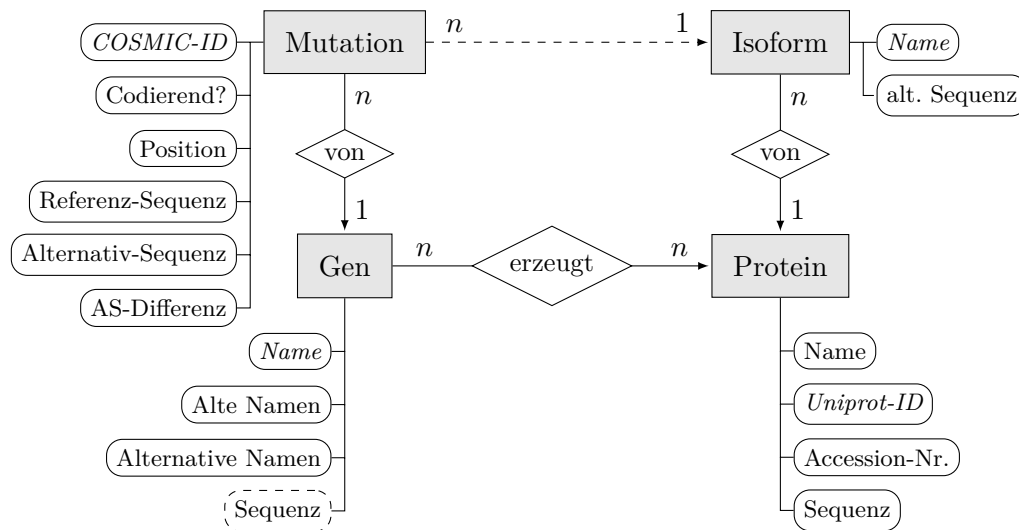 COSMIC-ID
Mutation
n
1
Isoform
Name
Codierend?
n
n
alt. Sequenz
Position
von
von
Referenz-Sequenz
1
1
Alternativ-Sequenz
Gen
n
erzeugt
n
Protein
AS-Differenz
Name
Name
Alte Namen
Uniprot-ID
Alternative Namen
Accession-Nr.
Sequenz
Sequenz